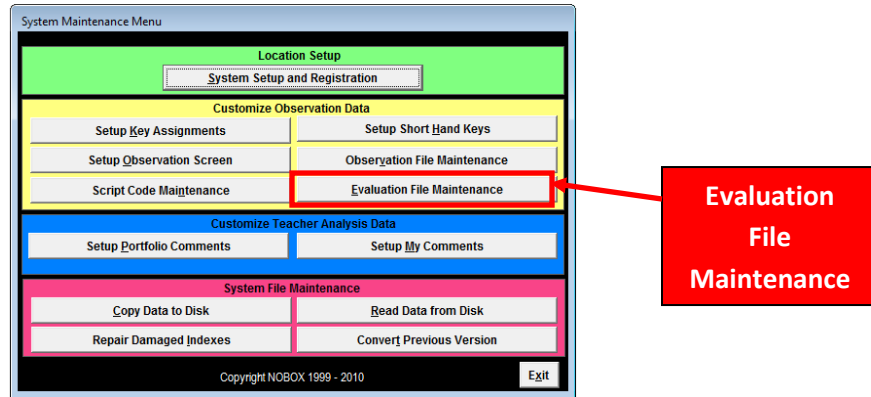 System Maintenance Menu
Location Setup
System Setup and Registration
Customize Observation Data
Setup Key Assignments
Setup Short Hand Keys
Setup Observation Screen
Observation File Maintenance
Script Code Maintenance
Evaluation File Maintenance
Customize Teacher Analysis Data
Setup Portfolio Comments
Setup My Comments
System File Maintenance
Copy Data to Disk
Read Data from Disk
Repair Damaged Indexes
Convert Previous Version
Copyright NOBOX 1999 - 2010
Exit
Evaluation
File
Maintenance